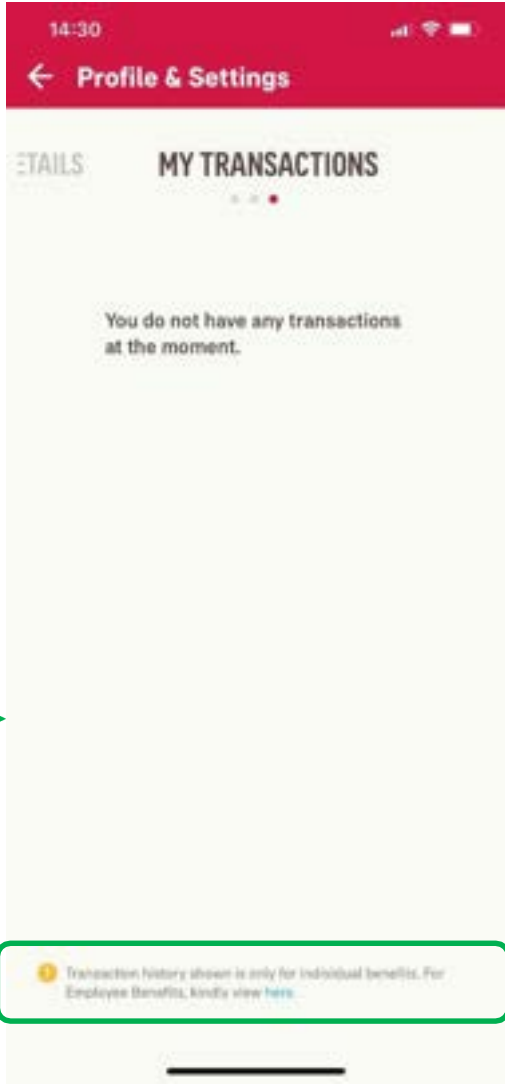 14:30
← Profile & Settings
ETAILS MY TRANSACTIONS
You do not have any transactions
at the moment.
Transaction history shown is only for individual benefits. For
Employee Benefits, kindly view here.